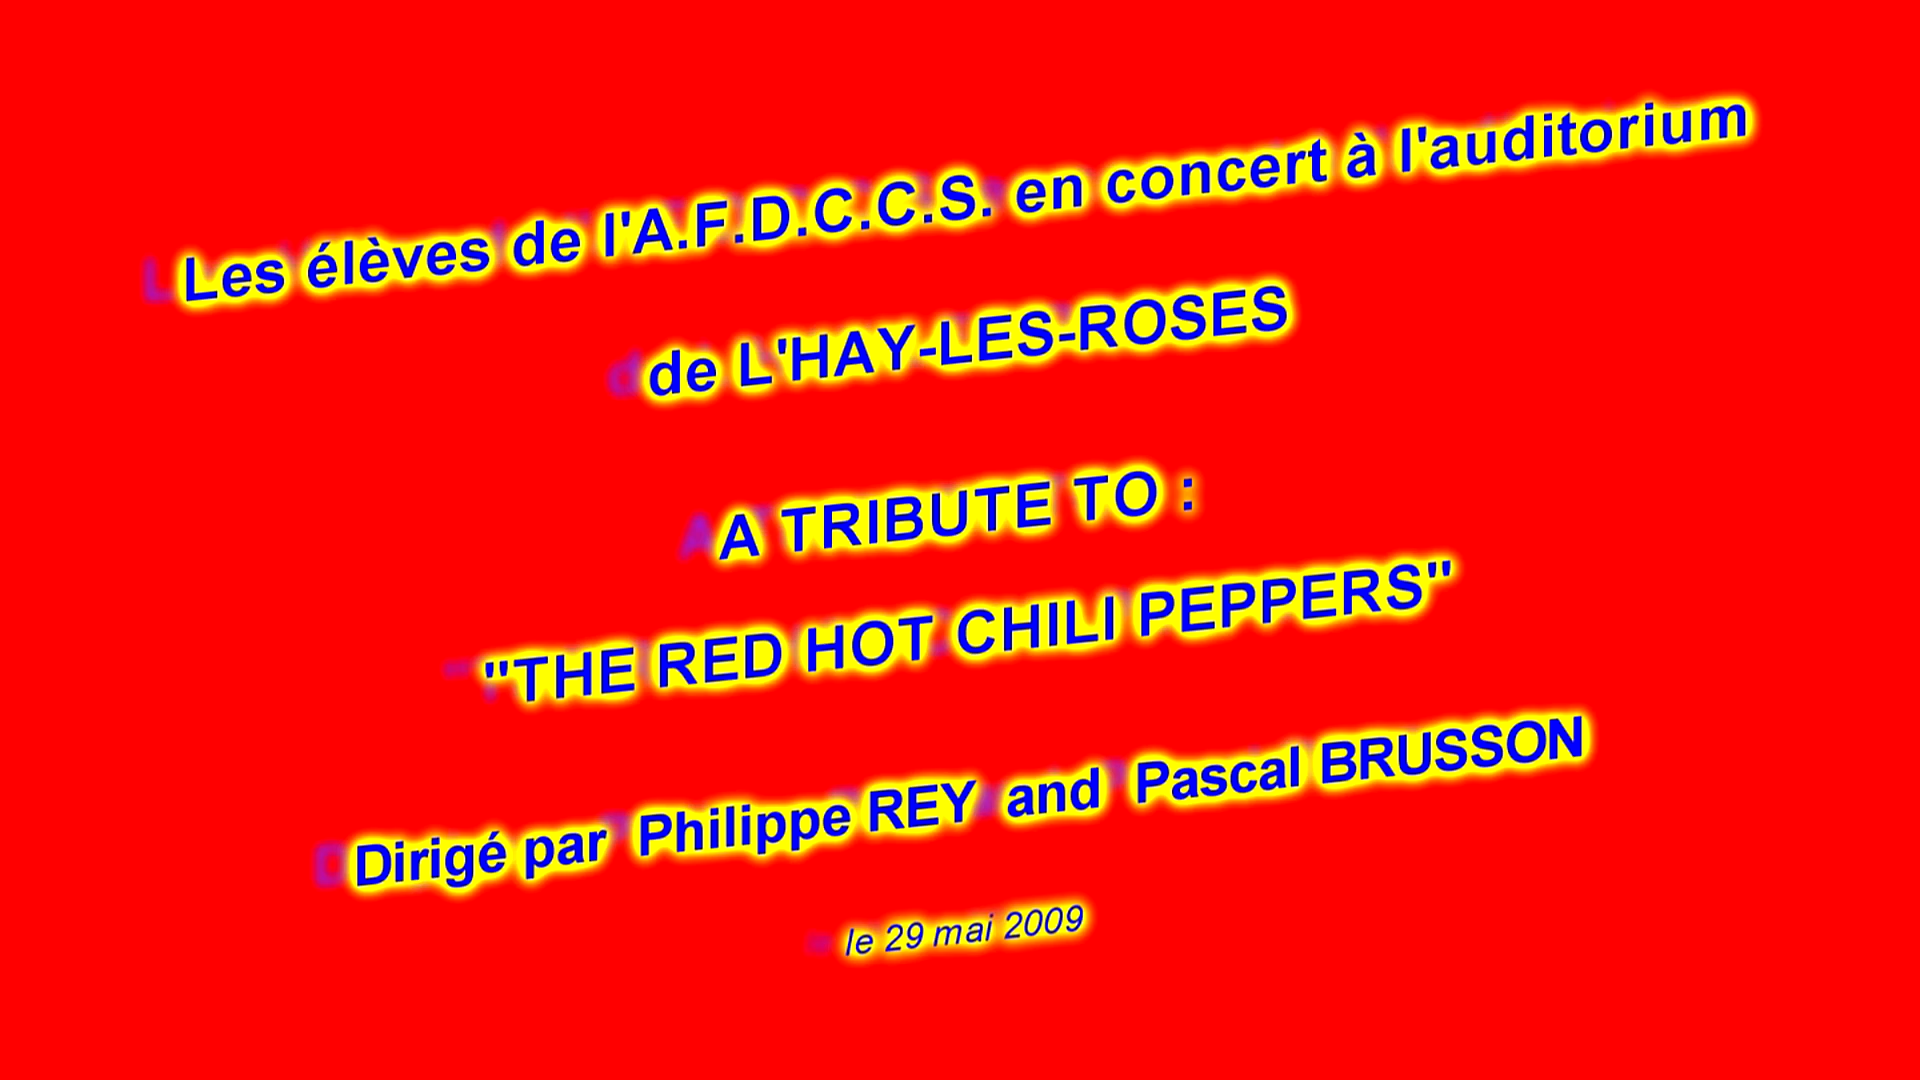 Les élèves de l'A.F.D.C.C.S. en concert à l'auditorium
de L'HAY-LES-ROSES
A TRIBUTE TO :
"THE RED HOT CHILI PEPPERS"
Dirigé par Philippe REY and Pascal BRUSSON
le 29 mai 2009